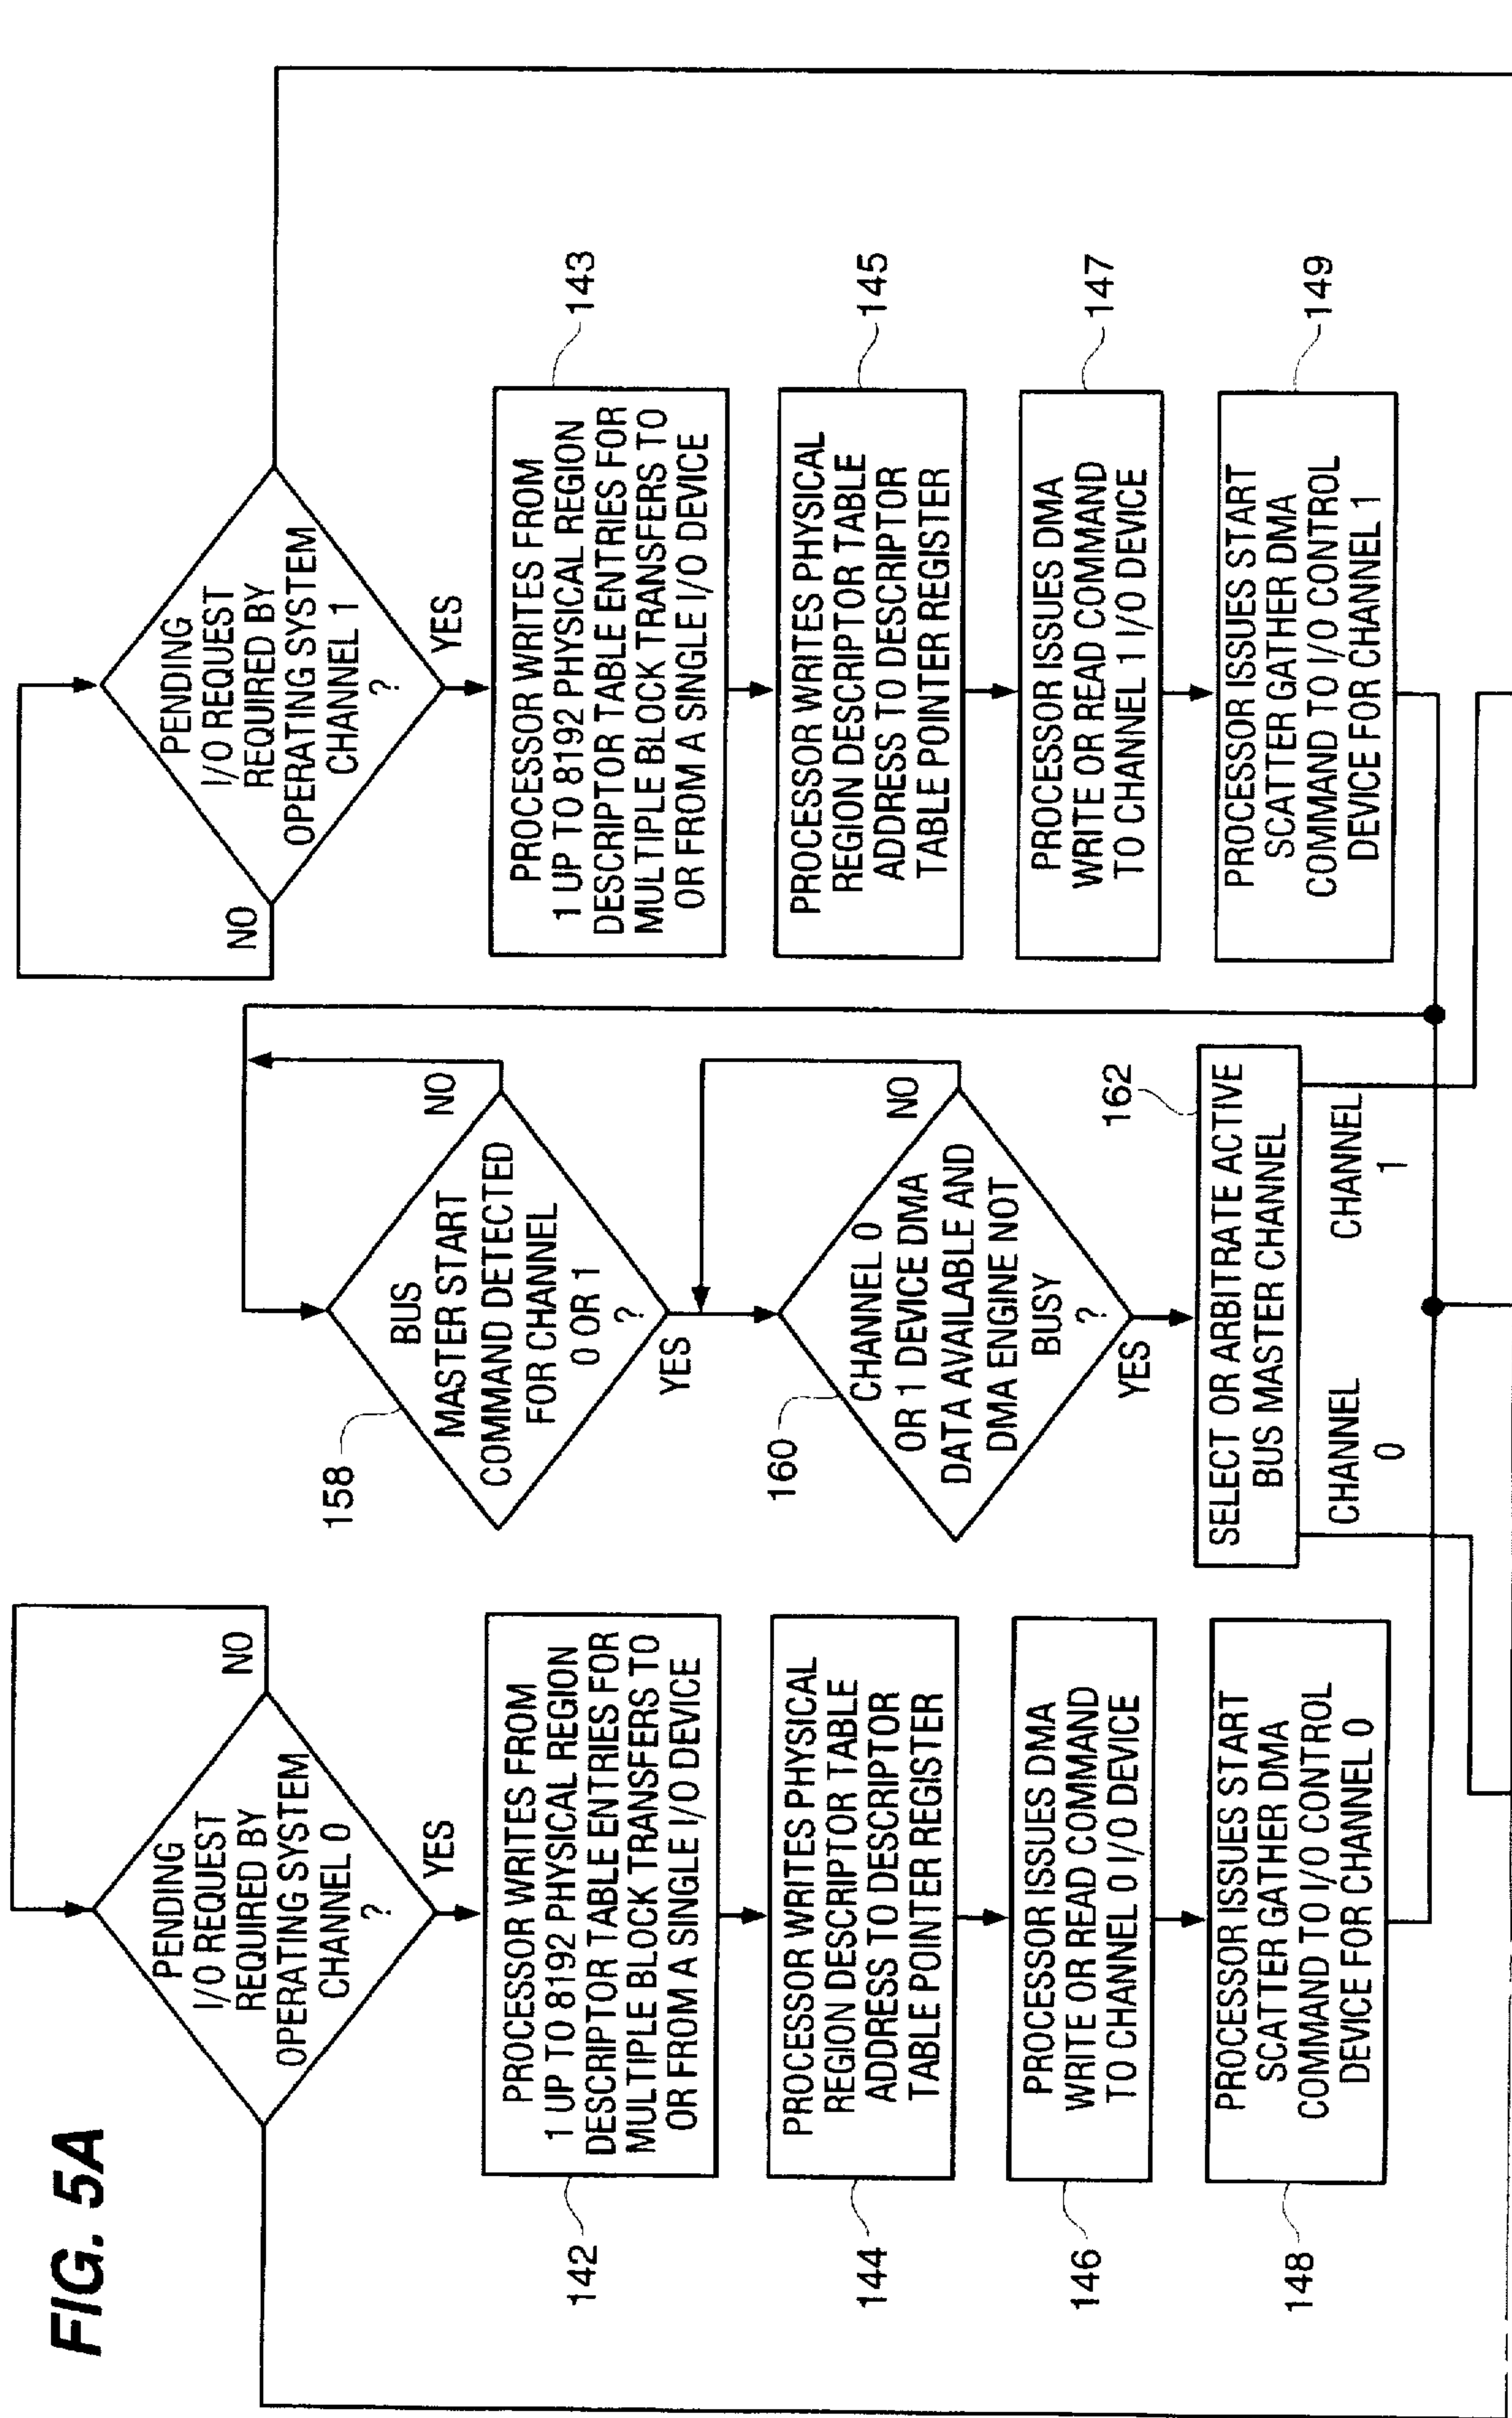 FIG. 5A
PENDING
I/O REQUEST
REQUIRED BY
OPERATING SYSTEM
CHANNEL 0
?
NO
YES
142
PROCESSOR WRITES FROM
1 UP TO 8192 PHYSICAL REGION
DESCRIPTOR TABLE ENTRIES FOR
MULTIPLE BLOCK TRANSFERS TO
OR FROM A SINGLE I/O DEVICE
144
PROCESSOR WRITES PHYSICAL
REGION DESCRIPTOR TABLE
ADDRESS TO DESCRIPTOR
TABLE POINTER REGISTER
146
PROCESSOR ISSUES DMA
WRITE OR READ COMMAND
TO CHANNEL 0 I/O DEVICE
148
PROCESSOR ISSUES START
SCATTER GATHER DMA
COMMAND TO I/O CONTROL
DEVICE FOR CHANNEL 0
158
BUS
MASTER START
COMMAND DETECTED
FOR CHANNEL
0 OR 1
?
NO
YES
160
CHANNEL 0
OR 1 DEVICE DMA
DATA AVAILABLE AND
DMA ENGINE NOT
BUSY
?
NO
YES
162
SELECT OR ARBITRATE ACTIVE
BUS MASTER CHANNEL
CHANNEL
0
CHANNEL
1
PENDING
I/O REQUEST
REQUIRED BY
OPERATING SYSTEM
CHANNEL 1
?
NO
YES
143
PROCESSOR WRITES FROM
1 UP TO 8192 PHYSICAL REGION
DESCRIPTOR TABLE ENTRIES FOR
MULTIPLE BLOCK TRANSFERS TO
OR FROM A SINGLE I/O DEVICE
145
PROCESSOR WRITES PHYSICAL
REGION DESCRIPTOR TABLE
ADDRESS TO DESCRIPTOR
TABLE POINTER REGISTER
147
PROCESSOR ISSUES DMA
WRITE OR READ COMMAND
TO CHANNEL 1 I/O DEVICE
149
PROCESSOR ISSUES START
SCATTER GATHER DMA
COMMAND TO I/O CONTROL
DEVICE FOR CHANNEL 1